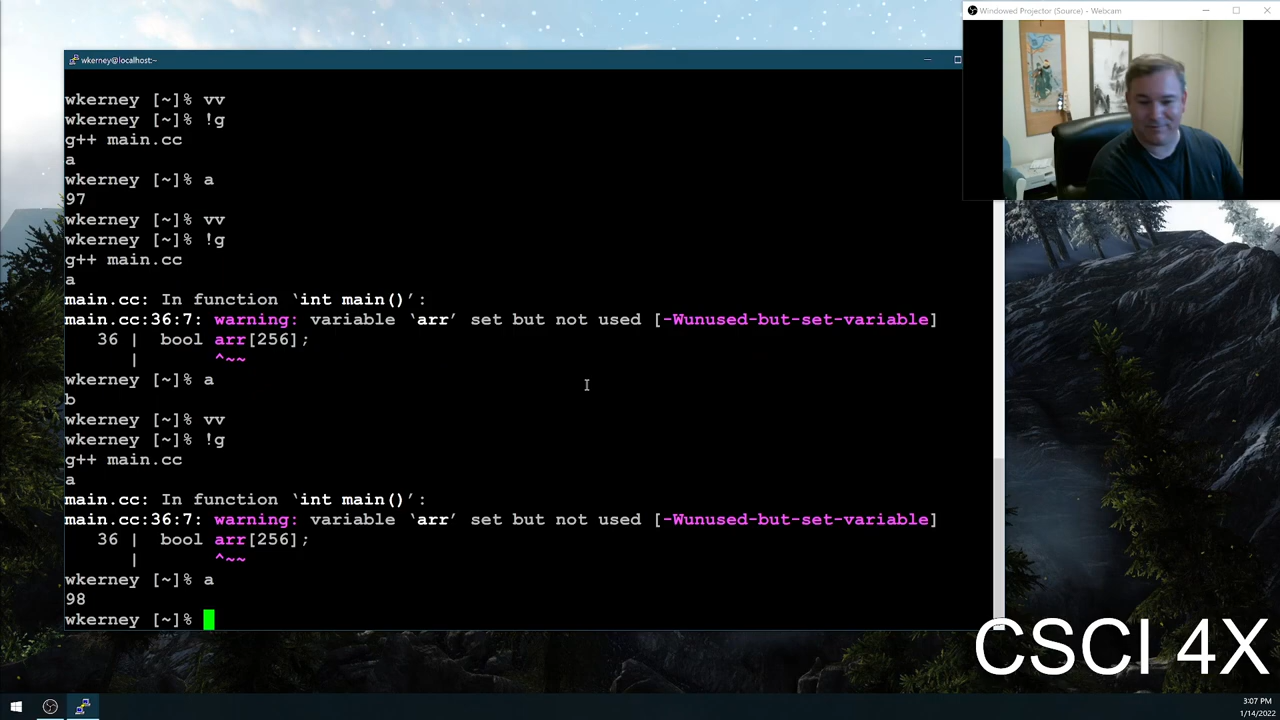 Windowed Projector (Source) - Webcam
wkerney@localhost:~
wkerney [~]% vv
wkerney [~]% !g
g++ main.cc
a
wkerney [~]% a
97
wkerney [~]% vv
wkerney [~]% !g
g++ main.cc
a
main.cc: In function ‘int main()’:
main.cc:36:7: warning: variable ‘arr’ set but not used [-Wunused-but-set-variable]
36 | bool arr[256];
| ^~~
wkerney [~]% a
b
wkerney [~]% vv
wkerney [~]% !g
g++ main.cc
a
main.cc: In function ‘int main()’:
main.cc:36:7: warning: variable ‘arr’ set but not used [-Wunused-but-set-variable]
36 | bool arr[256];
| ^~~
wkerney [~]% a
98
wkerney [~]%
CSCI 4X
3:07 PM
1/14/2022